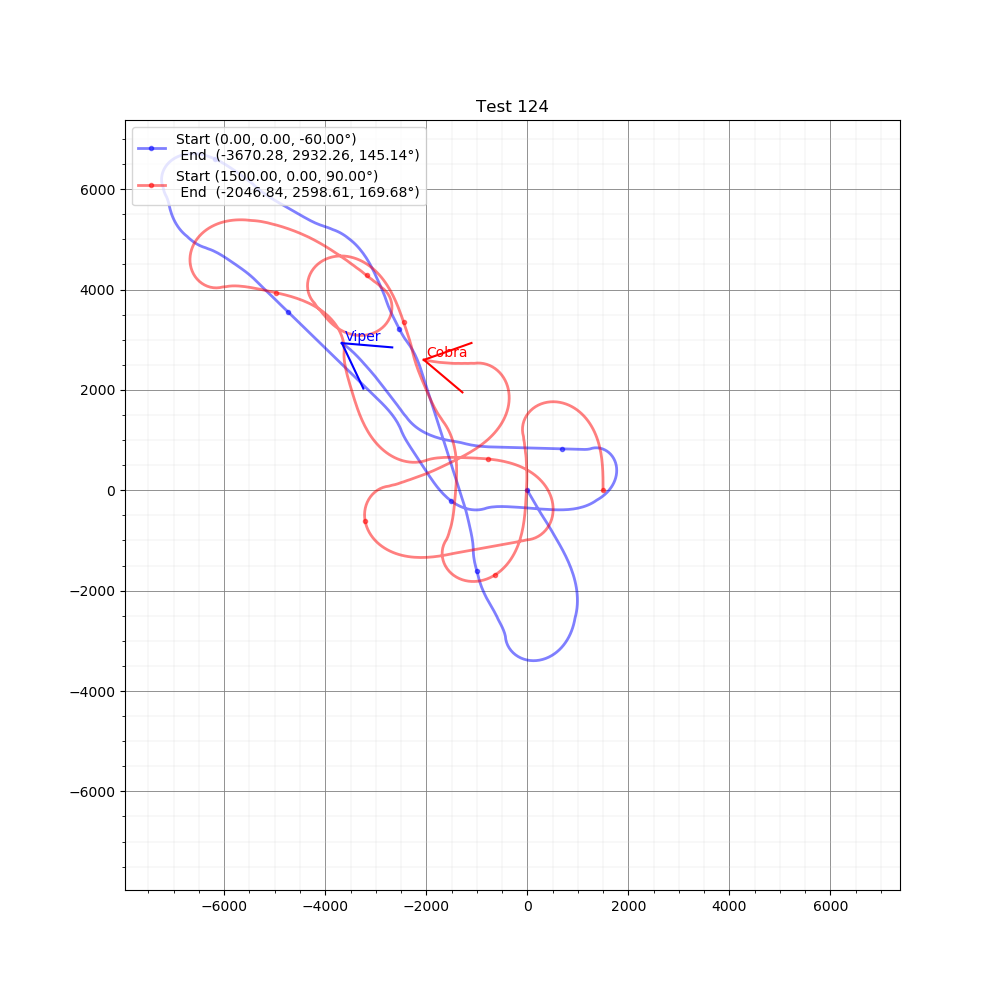 Test 124
Start (0.00, 0.00, -60.00°)
End (-3670.28, 2932.26, 145.14°)
Start (1500.00, 0.00, 90.00°)
End (-2046.84, 2598.61, 169.68°)
6000
4000
2000
0
−2000
−4000
−6000
Viper
Cobra
−6000 −4000 −2000 0 2000 4000 6000